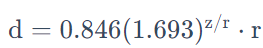 d = 0.846(1.693)^{z/r} · r